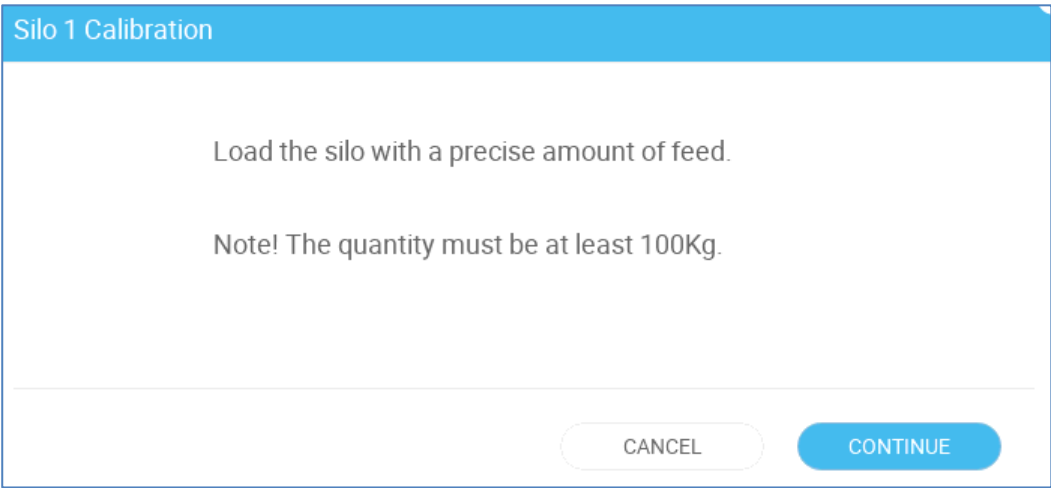 Silo 1 Calibration
Load the silo with a precise amount of feed.
Note! The quantity must be at least 100Kg.
CANCEL
CONTINUE